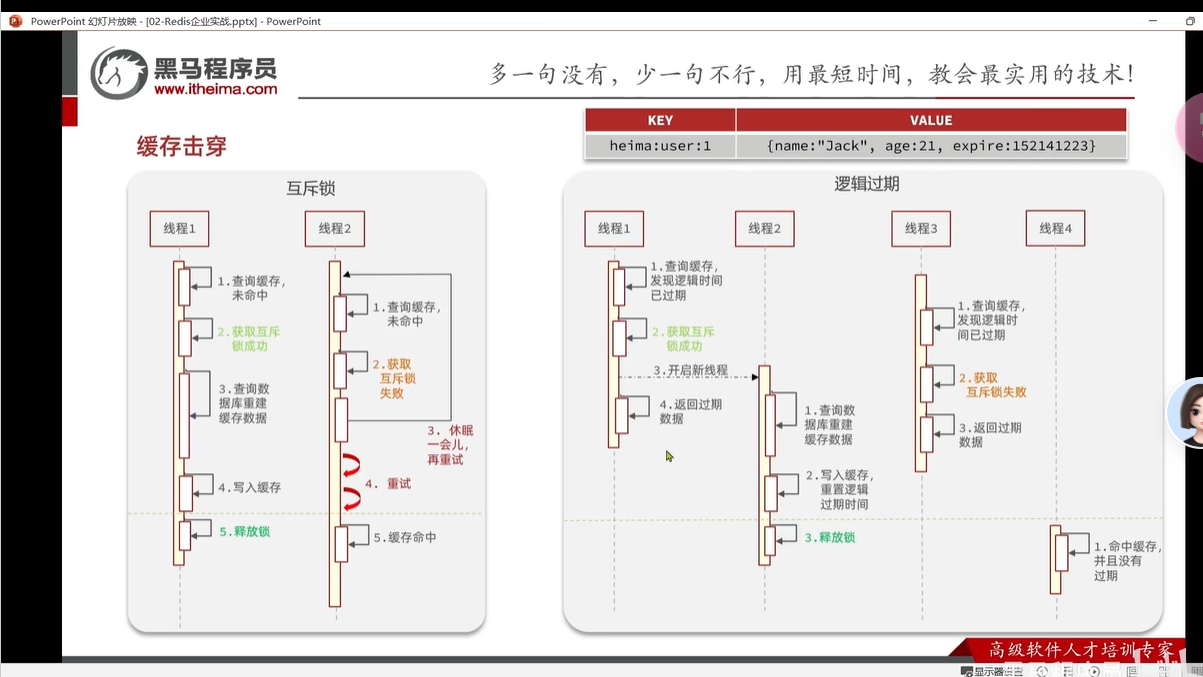 PowerPoint 幻灯片放映 - [02-Redis企业实战.pptx] - PowerPoint
黑马程序员
www.itheima.com
多一句没有，少一句不行，用最短时间，教会最实用的技术！
缓存击穿
KEY VALUE
heima:user:1 {name:"Jack", age:21, expire:152141223}
互斥锁
线程1 线程2
1.查询缓存，
未命中
2.获取互斥
锁成功
3.查询数
据库重建
缓存数据
4.写入缓存
5.释放锁
1.查询缓存，
未命中
2.获取
互斥锁
失败
3. 休眠
一会儿，
再重试
4. 重试
5.缓存命中
逻辑过期
线程1 线程2 线程3 线程4
1.查询缓存，
发现逻辑时间
已过期
2.获取互斥
锁成功
3.开启新线程
4.返回过期
数据
1.查询数
据库重建
缓存数据
2.写入缓存，
重置逻辑
过期时间
3.释放锁
1.查询缓存，
发现逻辑时
间已过期
2.获取
互斥锁失败
3.返回过期
数据
1.命中缓存，
并且没有
过期
高级软件人才培训专家
显示器设置